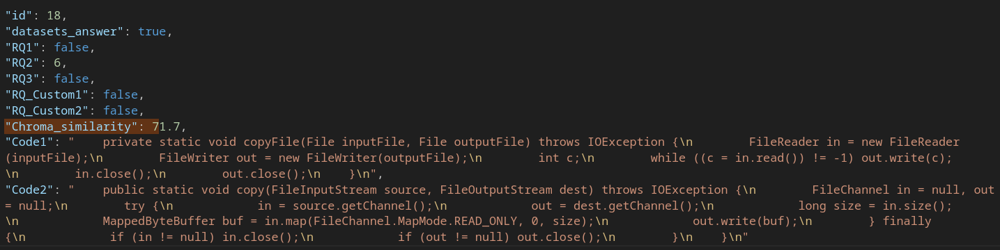 "id": 18,
"datasets_answer": true,
"RQ1": false,
"RQ2": 6,
"RQ3": false,
"RQ_Custom1": false,
"RQ_Custom2": false,
"Chroma_similarity": 71.7,
"Code1": "    private static void copyFile(File inputFile, File outputFile) throws IOException {\n        FileReader in = new FileReader
(inputFile);\n        FileWriter out = new FileWriter(outputFile);\n        int c;\n        while ((c = in.read()) != -1) out.write(c);
\n        in.close();\n        out.close();\n    }\n",
"Code2": "    public static void copy(FileInputStream source, FileOutputStream dest) throws IOException {\n        FileChannel in = null, out
= null;\n        try {\n            in = source.getChannel();\n            out = dest.getChannel();\n            long size = in.size();
\n            MappedByteBuffer buf = in.map(FileChannel.MapMode.READ_ONLY, 0, size);\n            out.write(buf);\n        } finally
{\n            if (in != null) in.close();\n            if (out != null) out.close();\n        }\n    }\n"